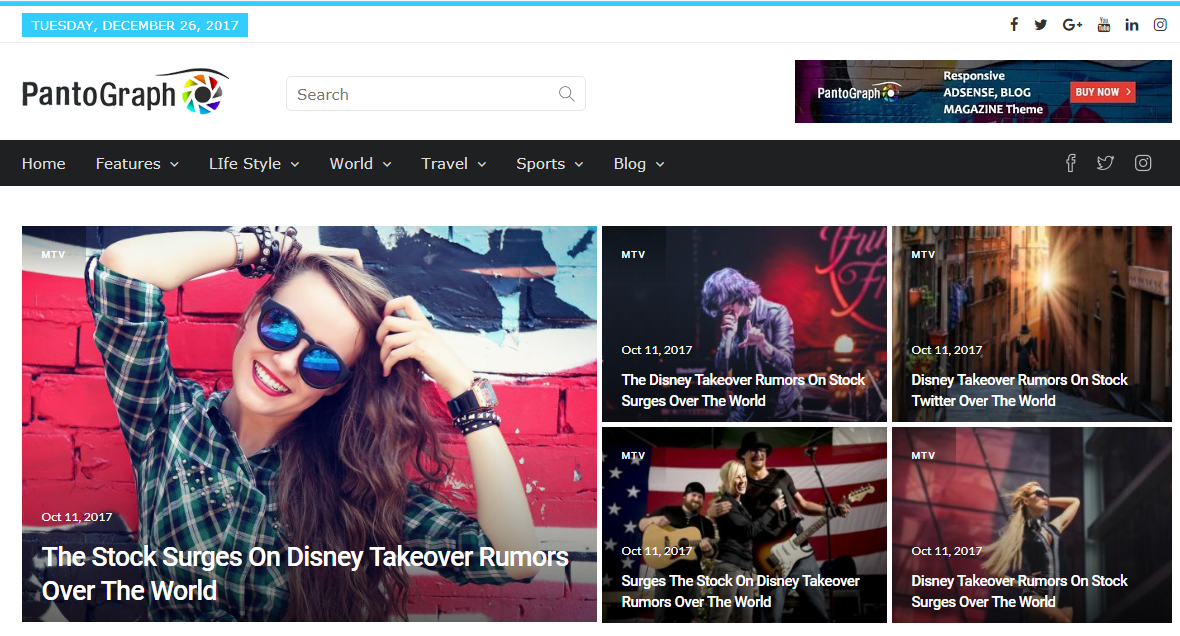 TUESDAY, DECEMBER 26, 2017
PantoGraph
Search
PantoGraph
Responsive
ADSENSE, BLOG
MAGAZINE Theme
BUY NOW
Home
Features
LIfe Style
World
Travel
Sports
Blog
MTV
Oct 11, 2017
The Stock Surges On Disney Takeover Rumors
Over The World
MTV
Oct 11, 2017
The Disney Takeover Rumors On Stock
Surges Over The World
MTV
Oct 11, 2017
Disney Takeover Rumors On Stock
Twitter Over The World
MTV
Oct 11, 2017
Surges The Stock On Disney Takeover
Rumors Over The World
MTV
Oct 11, 2017
Disney Takeover Rumors On Stock
Surges Over The World